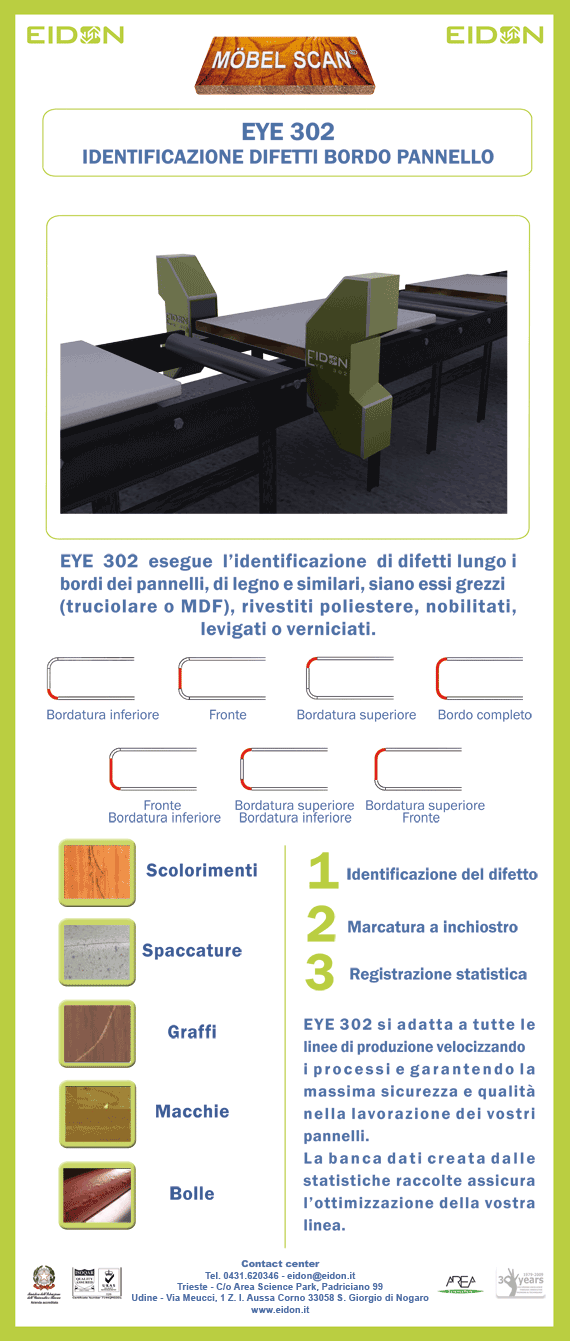 EIDON
EIDON
MÖBEL SCAN®
EYE 302
IDENTIFICAZIONE DIFETTI BORDO PANNELLO
EIDON
EYE 302
EYE 302 esegue l'identificazione di difetti lungo i
bordi dei pannelli, di legno e similari, siano essi grezzi
(truciolare o MDF), rivestiti poliestere, nobilitati,
levigati o verniciati.
Bordatura inferiore
Fronte
Bordatura superiore
Bordo completo
Fronte
Bordatura inferiore
Bordatura superiore
Bordatura inferiore
Bordatura superiore
Fronte
Scolorimenti
Spaccature
Graffi
Macchie
Bolle
1 Identificazione del difetto
2 Marcatura a inchiostro
3 Registrazione statistica
EYE 302 si adatta a tutte le
linee di produzione velocizzando
i processi e garantendo la
massima sicurezza e qualità
nella lavorazione dei vostri
pannelli.
La banca dati creata dalle
statistiche raccolte assicura
l'ottimizzazione della vostra
linea.
Contact center
Tel. 0431.620346 - eidon@eidon.it
Trieste - C/o Area Science Park, Padriciano 99
Udine - Via Meucci, 1 Z. I. Aussa Corno 33058 S. Giorgio di Nogaro
www.eidon.it
AREA
30 years